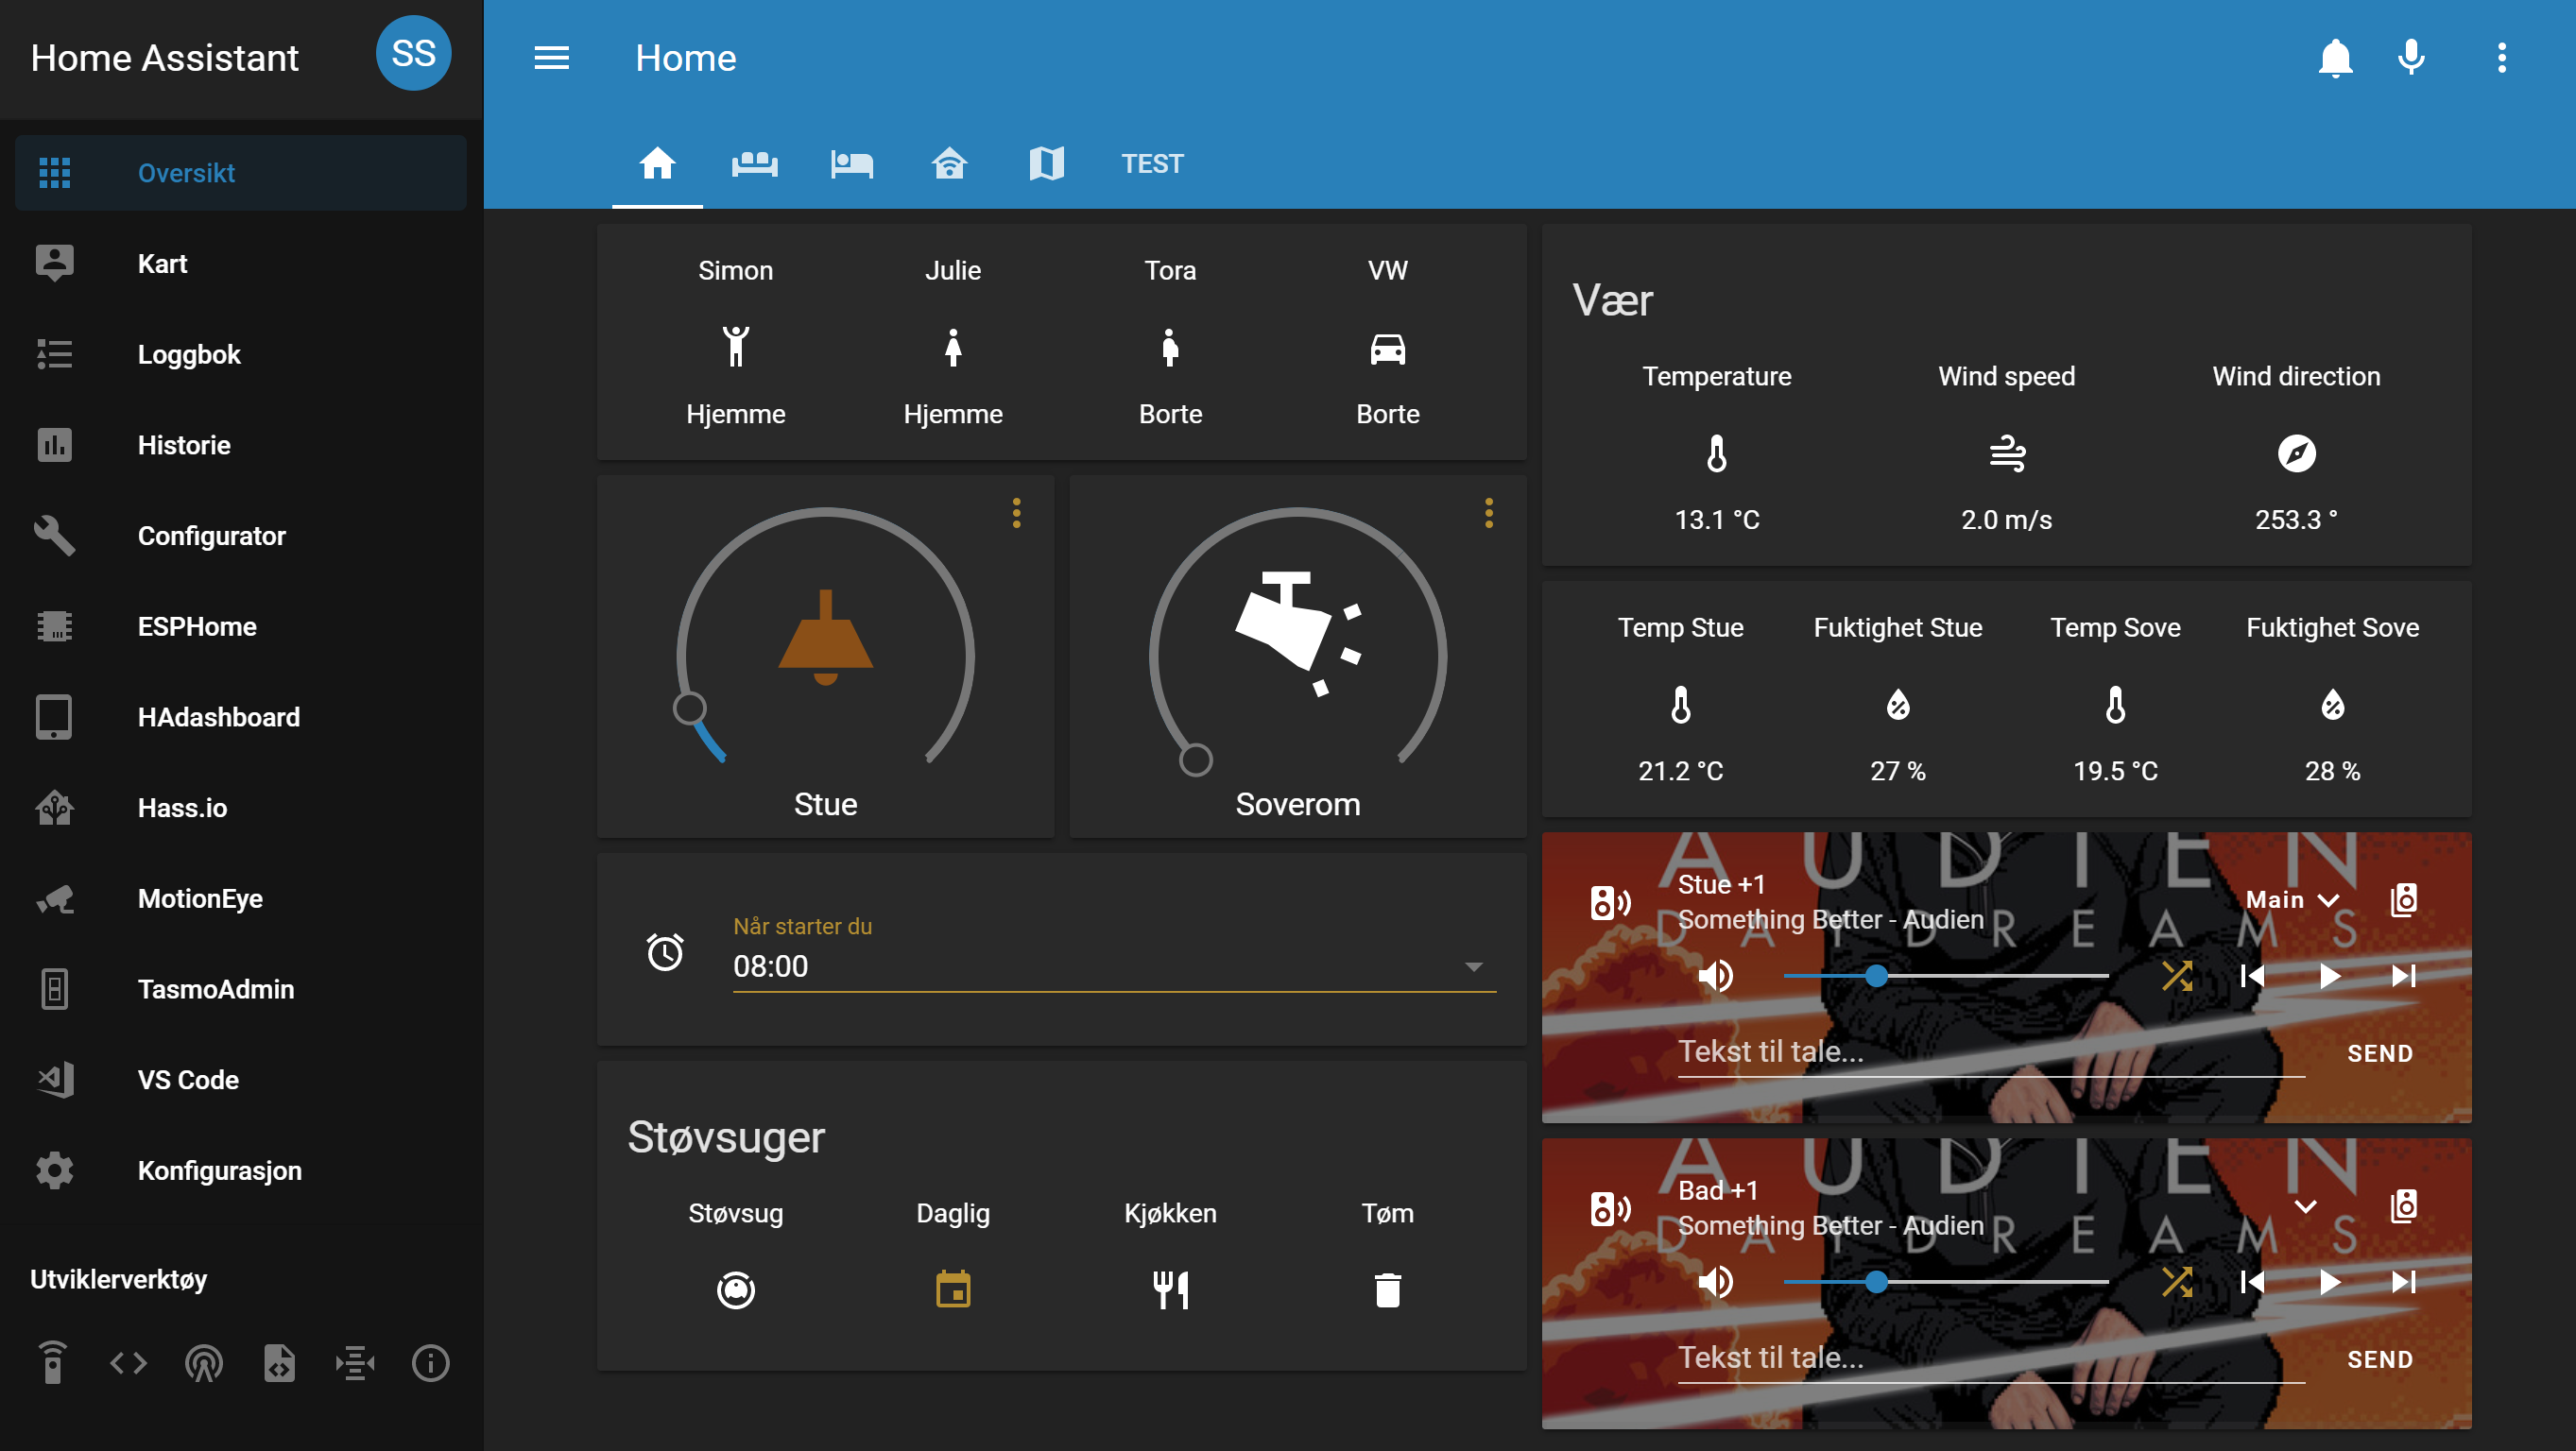 Home Assistant
SS
Oversikt
Kart
Loggbok
Historie
Configurator
ESPHome
HAdashboard
Hass.io
MotionEye
TasmoAdmin
VS Code
Konfigurasjon
Utviklerverktøy
Home
TEST
Simon Julie Tora VW
Hjemme Hjemme Borte Borte
Stue
Soverom
Når starter du
08:00
Støvsuger
Støvsug Daglig Kjøkken Tøm
Vær
Temperature Wind speed Wind direction
13.1 °C 2.0 m/s 253.3 °
Temp Stue Fuktighet Stue Temp Sove Fuktighet Sove
21.2 °C 27 % 19.5 °C 28 %
AUDIEN
Stue +1
Main
Something Better - Audien
DAYDREAMS
Tekst til tale...
SEND
AUDIEN
Bad +1
Something Better - Audien
DAYDREAMS
Tekst til tale...
SEND